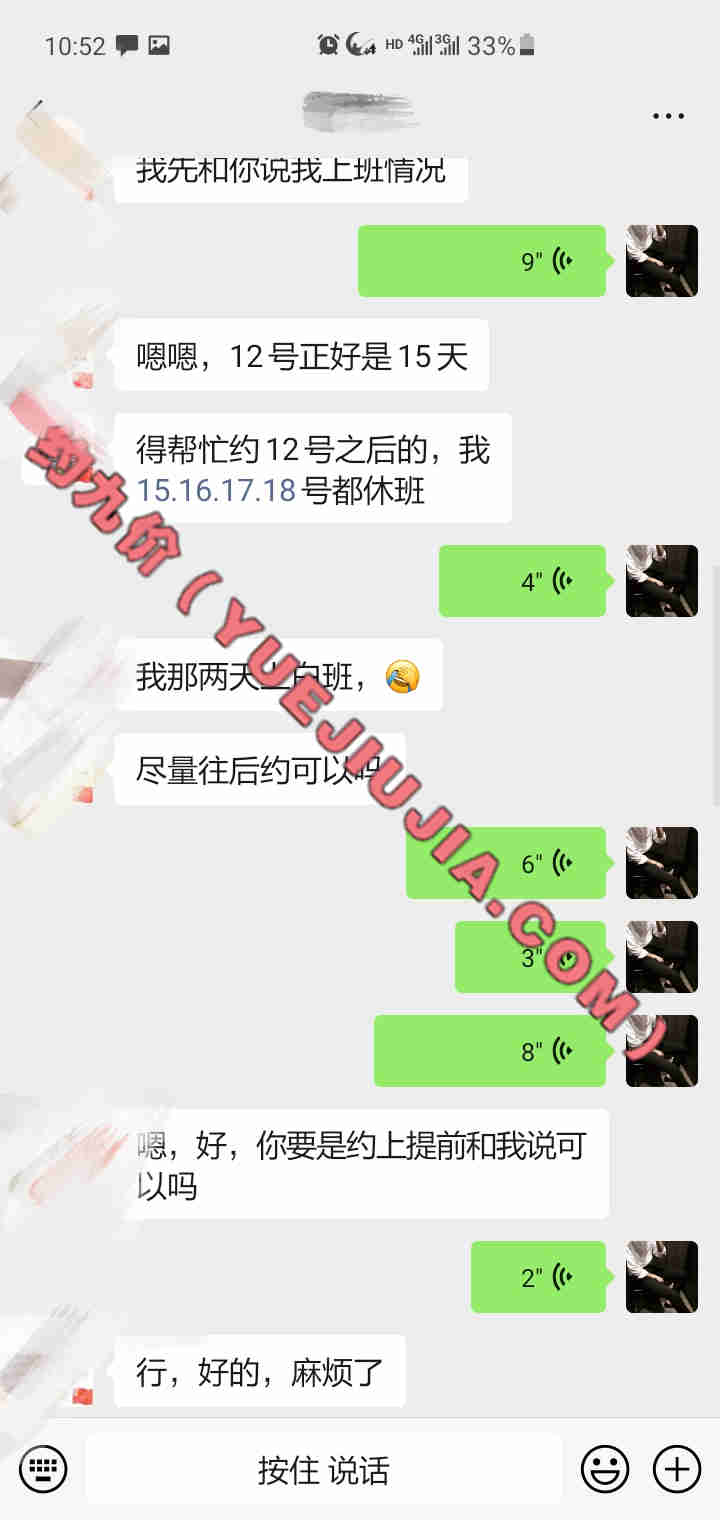 10:52 HD 4G 3G 33%
我先和你说我上班情况
9"
嗯嗯，12号正好是15天
得帮忙约12号之后的，我
15.16.17.18号都休班
4"
我那两天上白班，
尽量往后约可以吗
6"
3"
8"
嗯，好，你要是约上提前和我说可
以吗
2"
行，好的，麻烦了
按住 说话
约九价（YUEJIUJIA.COM）